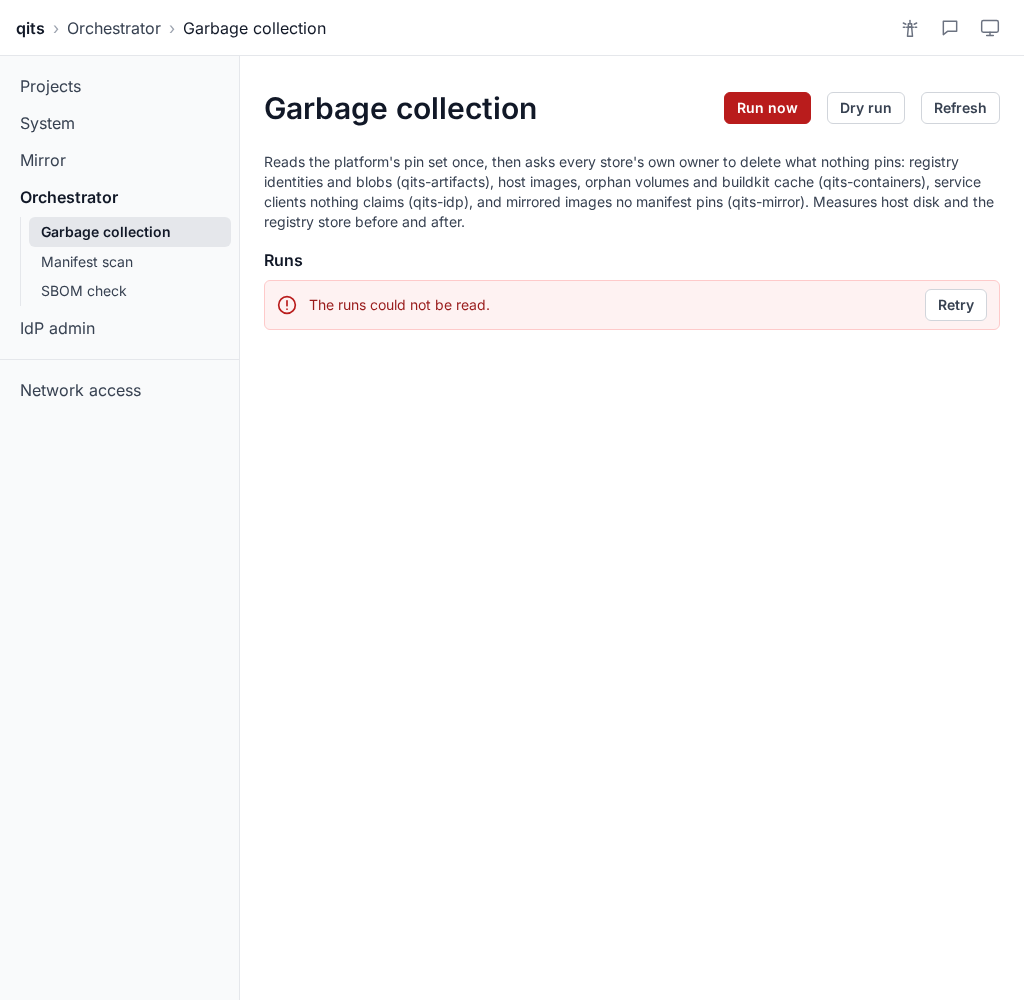 qits › Orchestrator › Garbage collection
Projects
System
Mirror
Orchestrator
Garbage collection
Manifest scan
SBOM check
IdP admin
Network access
Garbage collection
Run now
Dry run
Refresh
Reads the platform's pin set once, then asks every store's own owner to delete what nothing pins: registry
identities and blobs (qits-artifacts), host images, orphan volumes and buildkit cache (qits-containers), service
clients nothing claims (qits-idp), and mirrored images no manifest pins (qits-mirror). Measures host disk and the
registry store before and after.
Runs
The runs could not be read.
Retry